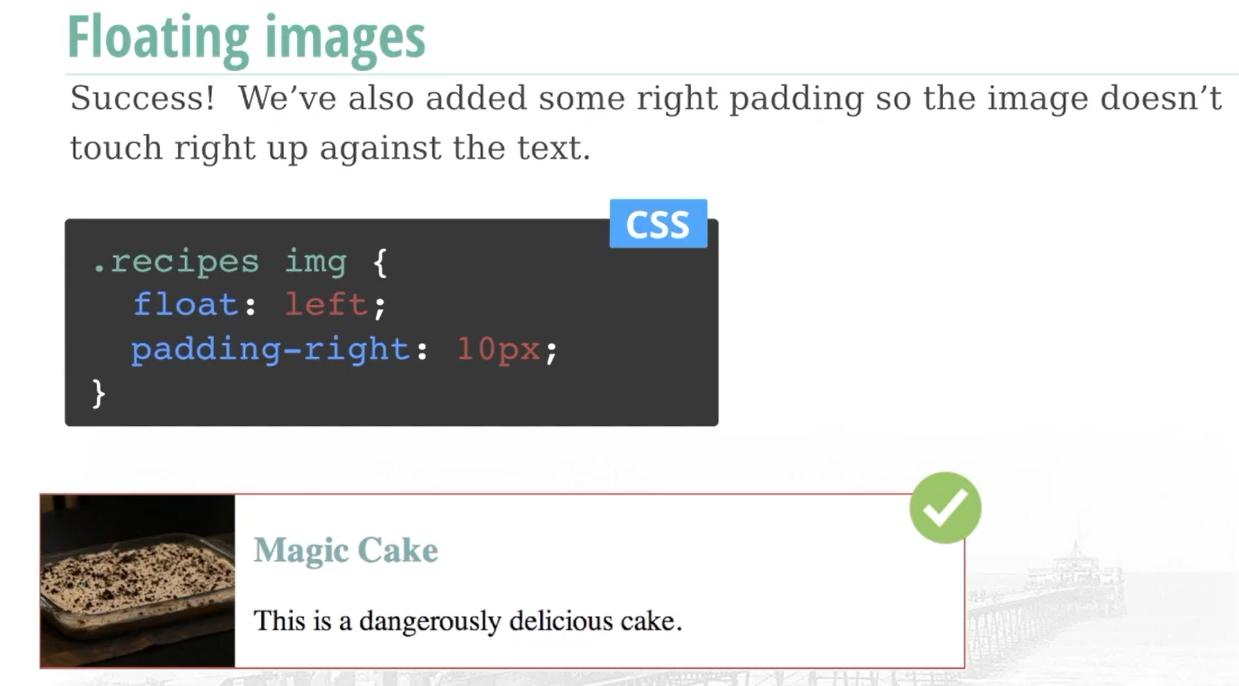 Floating images
Success!  We’ve also added some right padding so the image doesn’t
touch right up against the text.
CSS
.recipes img {
  float: left;
  padding-right: 10px;
}
Magic Cake
This is a dangerously delicious cake.